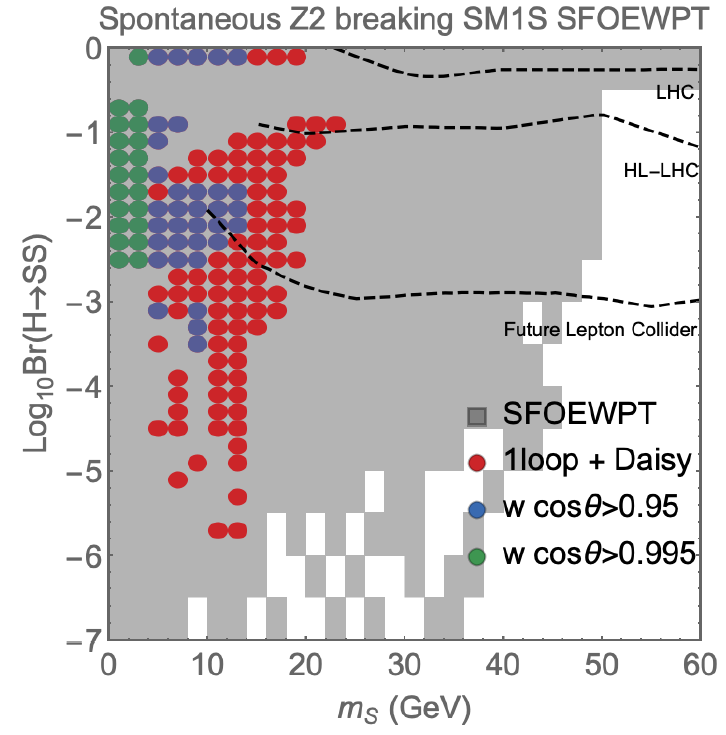 Spontaneous Z2 breaking SM1S SFOEWPT
0
LHC
−1
HL−LHC
−2
Log10Br(H→SS)
−3
Future Lepton Collider
−4
SFOEWPT
1loop + Daisy
−5
w cosθ>0.95
w cosθ>0.995
−6
−7
0 10 20 30 40 50 60
mS (GeV)